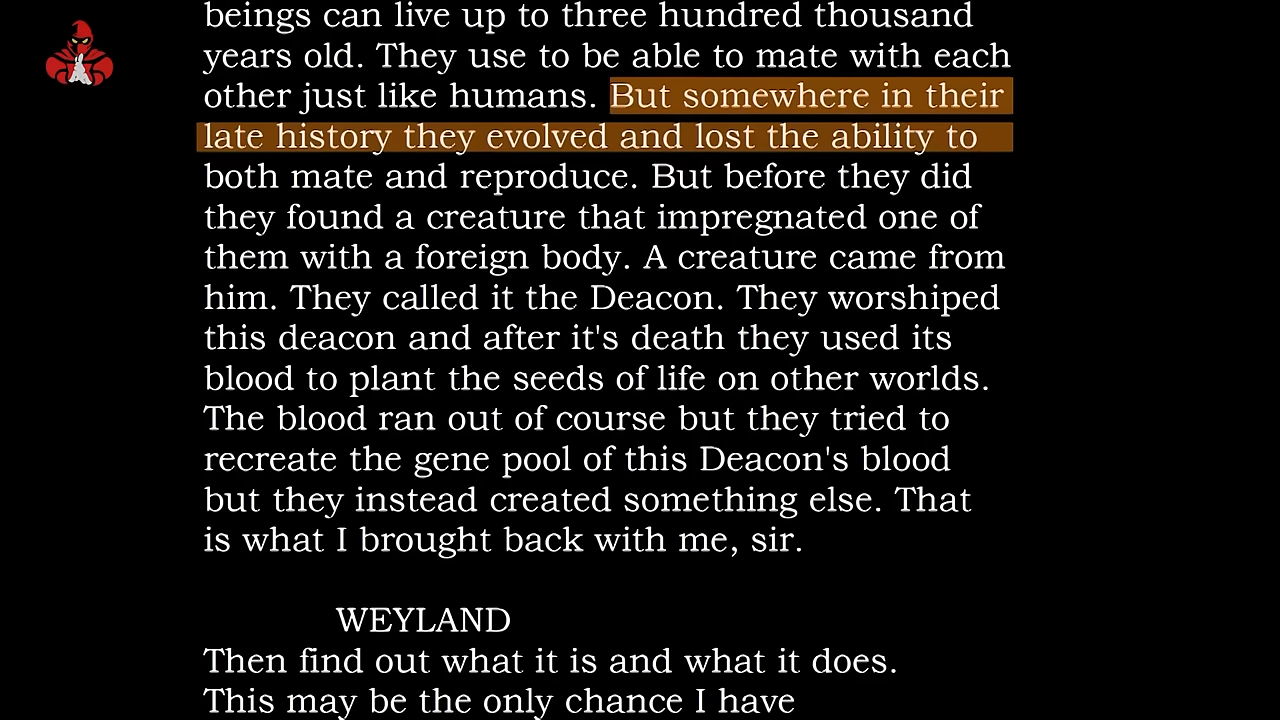 beings can live up to three hundred thousand
years old. They use to be able to mate with each
other just like humans. But somewhere in their
late history they evolved and lost the ability to
both mate and reproduce. But before they did
they found a creature that impregnated one of
them with a foreign body. A creature came from
him. They called it the Deacon. They worshiped
this deacon and after it's death they used its
blood to plant the seeds of life on other worlds.
The blood ran out of course but they tried to
recreate the gene pool of this Deacon's blood
but they instead created something else. That
is what I brought back with me, sir.
WEYLAND
Then find out what it is and what it does.
This may be the only chance I have